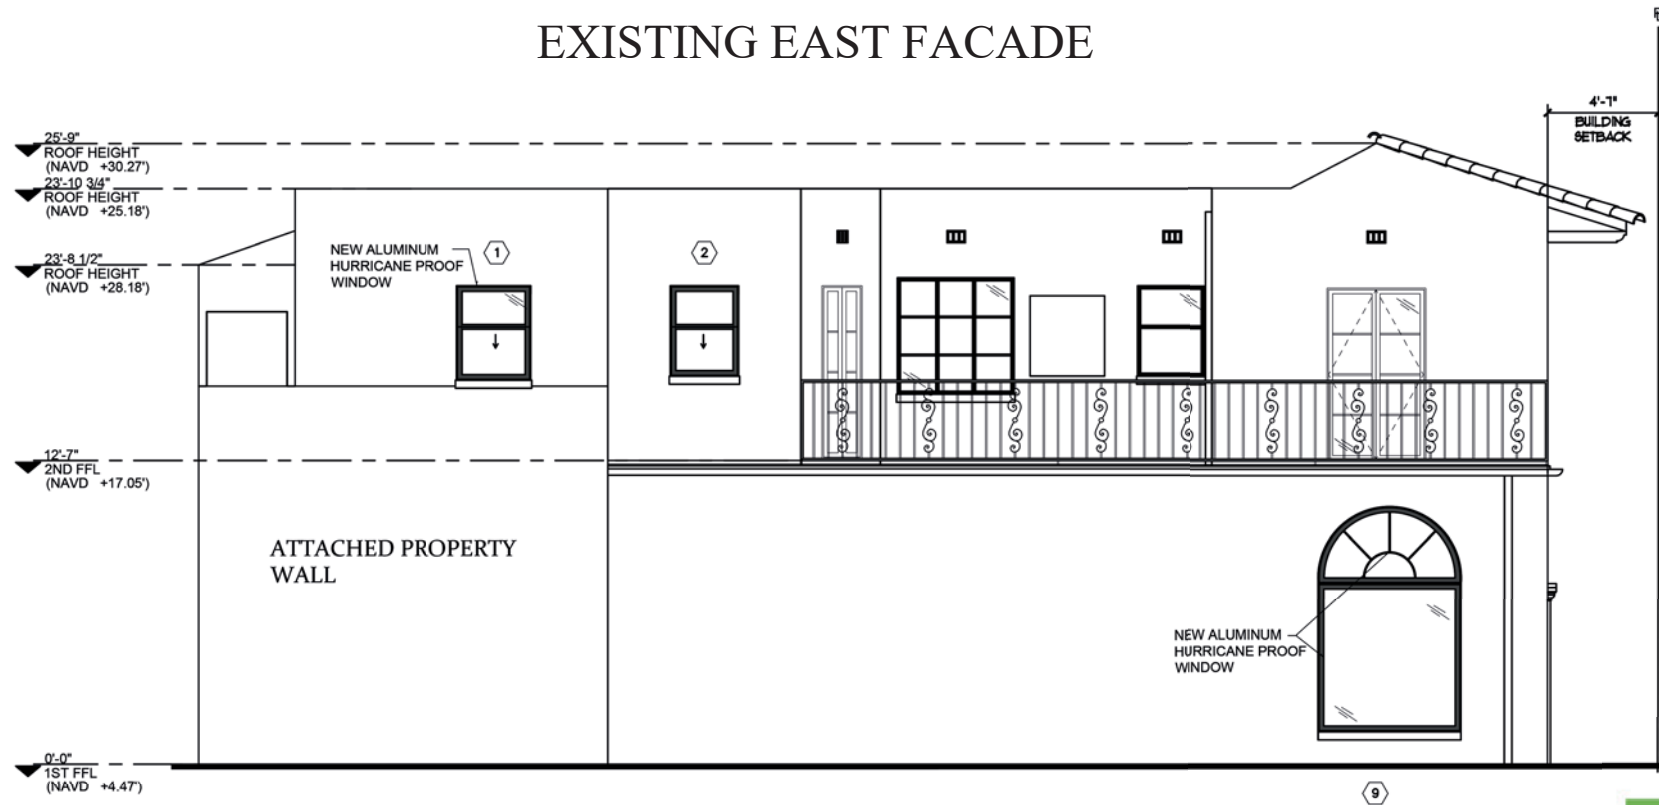 EXISTING EAST FACADE
4'-7"
BUILDING
SETBACK
25'-9"
ROOF HEIGHT
(NAVD +30.27')
23'-10 3/4"
ROOF HEIGHT
(NAVD +25.18')
23'-8 1/2"
ROOF HEIGHT
(NAVD +28.18')
NEW ALUMINUM
HURRICANE PROOF
WINDOW
1
2
12'-7"
2ND FFL
(NAVD +17.05')
ATTACHED PROPERTY
WALL
NEW ALUMINUM
HURRICANE PROOF
WINDOW
0'-0"
1ST FFL
(NAVD +4.47')
9